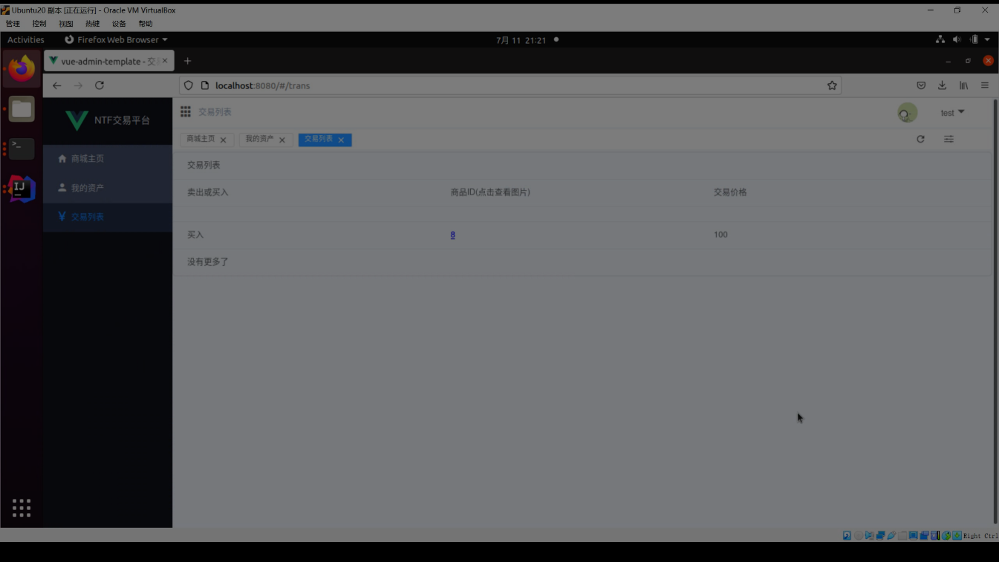 Ubuntu20 副本 [正在运行] - Oracle VM VirtualBox
管理 控制 视图 热键 设备 帮助
Activities Firefox Web Browser 7月 11 21:21
vue-admin-template - 交
localhost:8080/#/trans
NTF交易平台
交易列表
test
商城主页 我的资产 交易列表
商城主页
我的资产
¥ 交易列表
交易列表
卖出或买入 商品ID(点击查看图片) 交易价格
买入 8 100
没有更多了
Right Ctrl